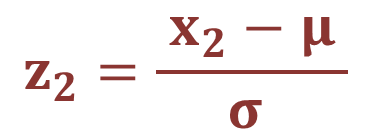 z₂ = (x₂ − μ) / σ